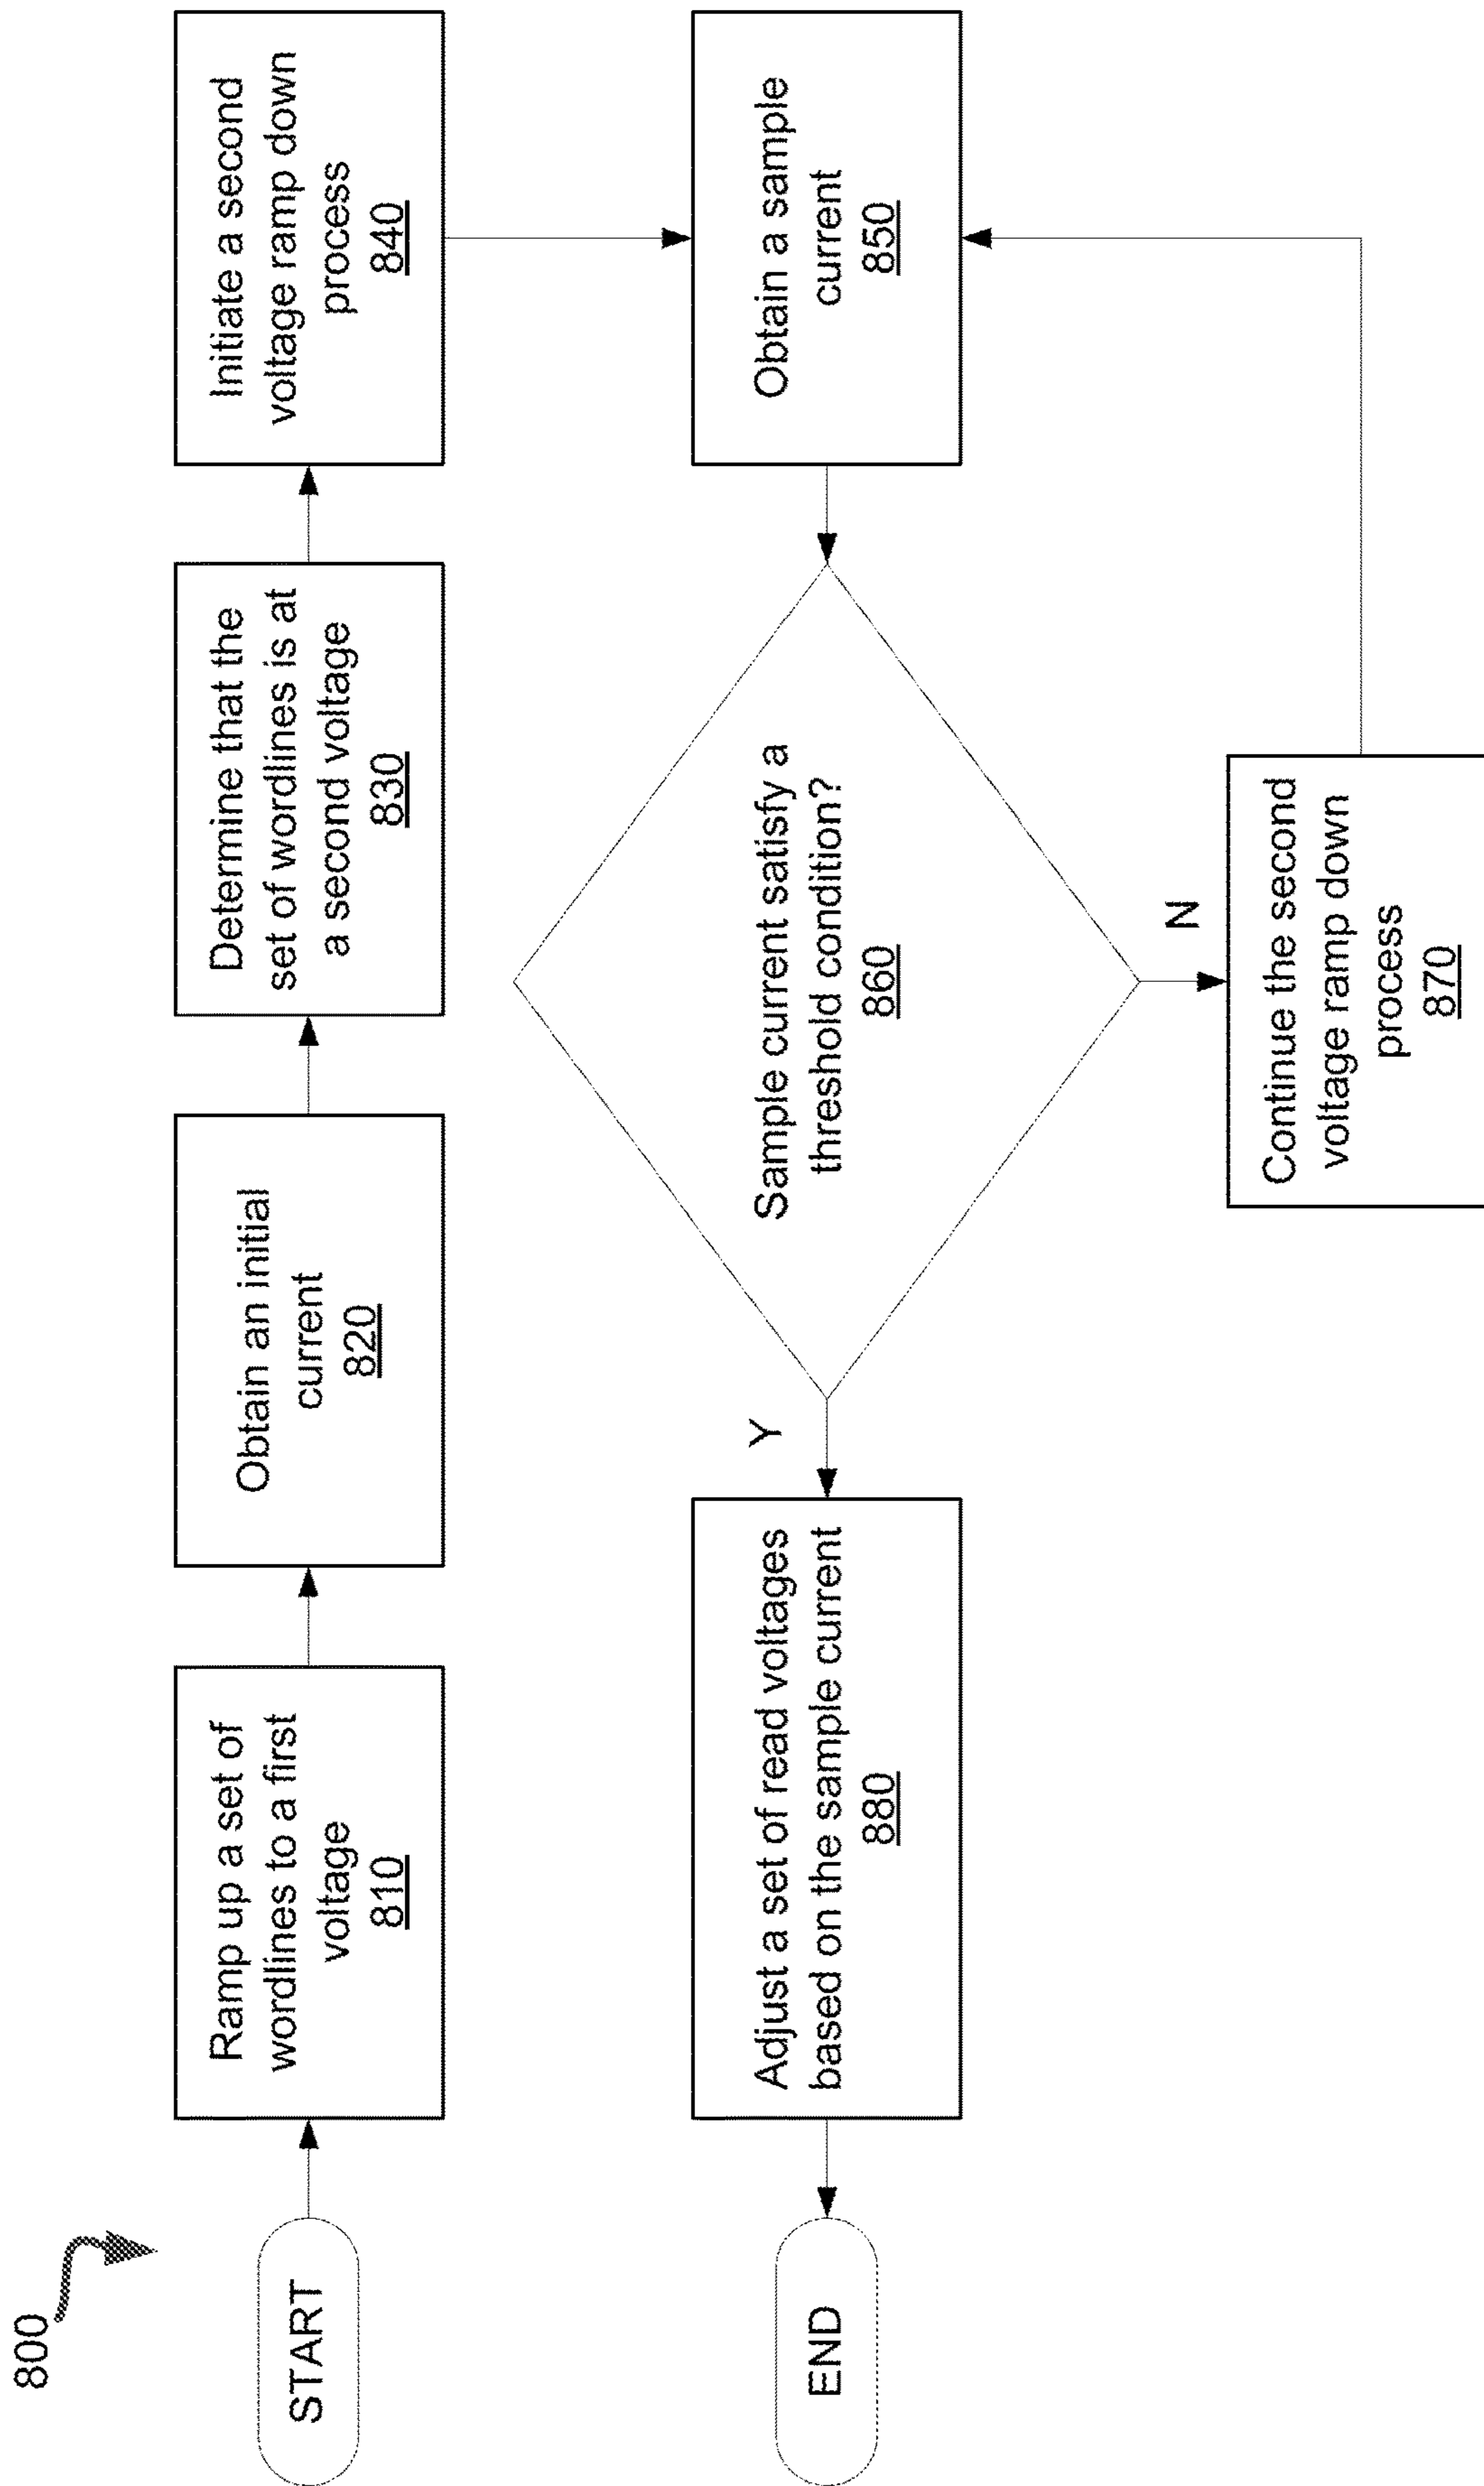 800
START
Ramp up a set of
wordlines to a first
voltage
810
Obtain an initial
current
820
Determine that the
set of wordlines is at
a second voltage
830
Initiate a second
voltage ramp down
process
840
Obtain a sample
current
850
Sample current satisfy a
threshold condition?
860
N
Continue the second
voltage ramp down
process
870
Y
Adjust a set of read voltages
based on the sample current
880
END